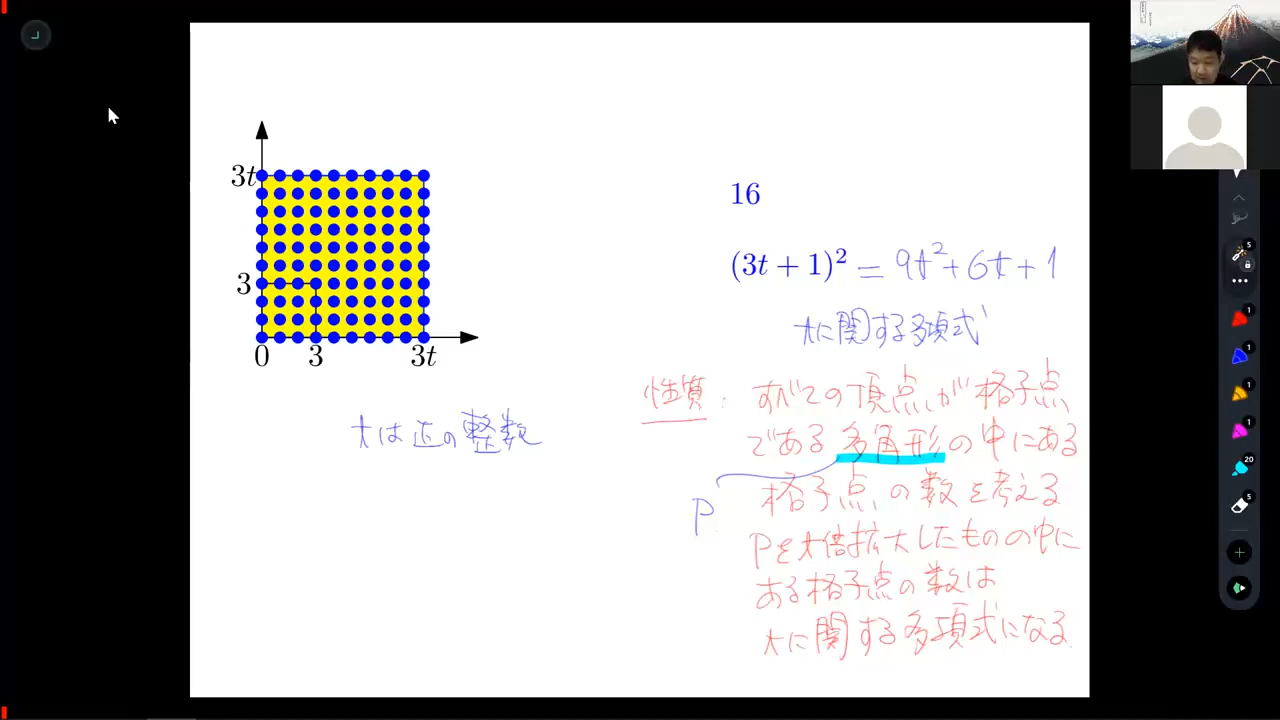 3t
3
0 3 3t
tは正の整数
16
(3t + 1)² = 9t² + 6t + 1
tに関する多項式
性質: すべての頂点が格子点
である多角形の中にある
P 格子点の数を考える
Pをt倍拡大したものの中に
ある格子点の数は
tに関する多項式になる